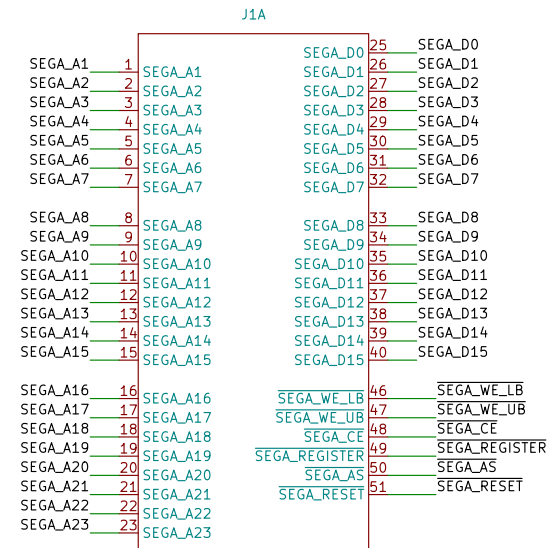 J1A
25 SEGA_D0 SEGA_D0
SEGA_A1 1 SEGA_A1 SEGA_D1 26 SEGA_D1
SEGA_A2 2 SEGA_A2 SEGA_D2 27 SEGA_D2
SEGA_A3 3 SEGA_A3 SEGA_D3 28 SEGA_D3
SEGA_A4 4 SEGA_A4 SEGA_D4 29 SEGA_D4
SEGA_A5 5 SEGA_A5 SEGA_D5 30 SEGA_D5
SEGA_A6 6 SEGA_A6 SEGA_D6 31 SEGA_D6
SEGA_A7 7 SEGA_A7 SEGA_D7 32 SEGA_D7
SEGA_A8 8 SEGA_A8 SEGA_D8 33 SEGA_D8
SEGA_A9 9 SEGA_A9 SEGA_D9 34 SEGA_D9
SEGA_A10 10 SEGA_A10 SEGA_D10 35 SEGA_D10
SEGA_A11 11 SEGA_A11 SEGA_D11 36 SEGA_D11
SEGA_A12 12 SEGA_A12 SEGA_D12 37 SEGA_D12
SEGA_A13 13 SEGA_A13 SEGA_D13 38 SEGA_D13
SEGA_A14 14 SEGA_A14 SEGA_D14 39 SEGA_D14
SEGA_A15 15 SEGA_A15 SEGA_D15 40 SEGA_D15
SEGA_A16 16 SEGA_A16 SEGA_WE_LB 46 SEGA_WE_LB
SEGA_A17 17 SEGA_A17 SEGA_WE_UB 47 SEGA_WE_UB
SEGA_A18 18 SEGA_A18 SEGA_CE 48 SEGA_CE
SEGA_A19 19 SEGA_A19 SEGA_REGISTER 49 SEGA_REGISTER
SEGA_A20 20 SEGA_A20 SEGA_AS 50 SEGA_AS
SEGA_A21 21 SEGA_A21 SEGA_RESET 51 SEGA_RESET
SEGA_A22 22 SEGA_A22
SEGA_A23 23 SEGA_A23